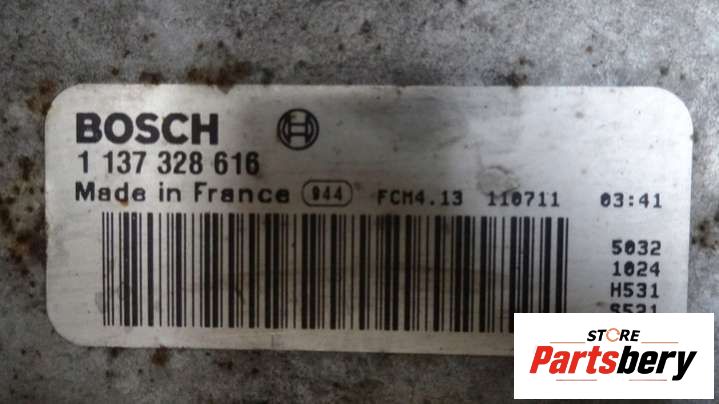 BOSCH
1 137 328 616
Made in France 944 FCM4.13 110711 03:41
5032
1024
H531
STORE
Partsbery